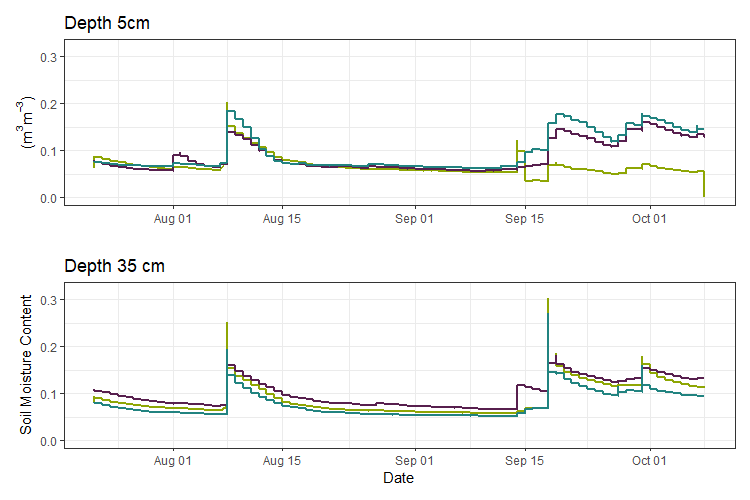 Depth 5cm
(m³m⁻³)
0.3
0.2
0.1
0.0
Aug 01
Aug 15
Sep 01
Sep 15
Oct 01
Depth 35 cm
Soil Moisture Content
0.3
0.2
0.1
0.0
Aug 01
Aug 15
Sep 01
Sep 15
Oct 01
Date